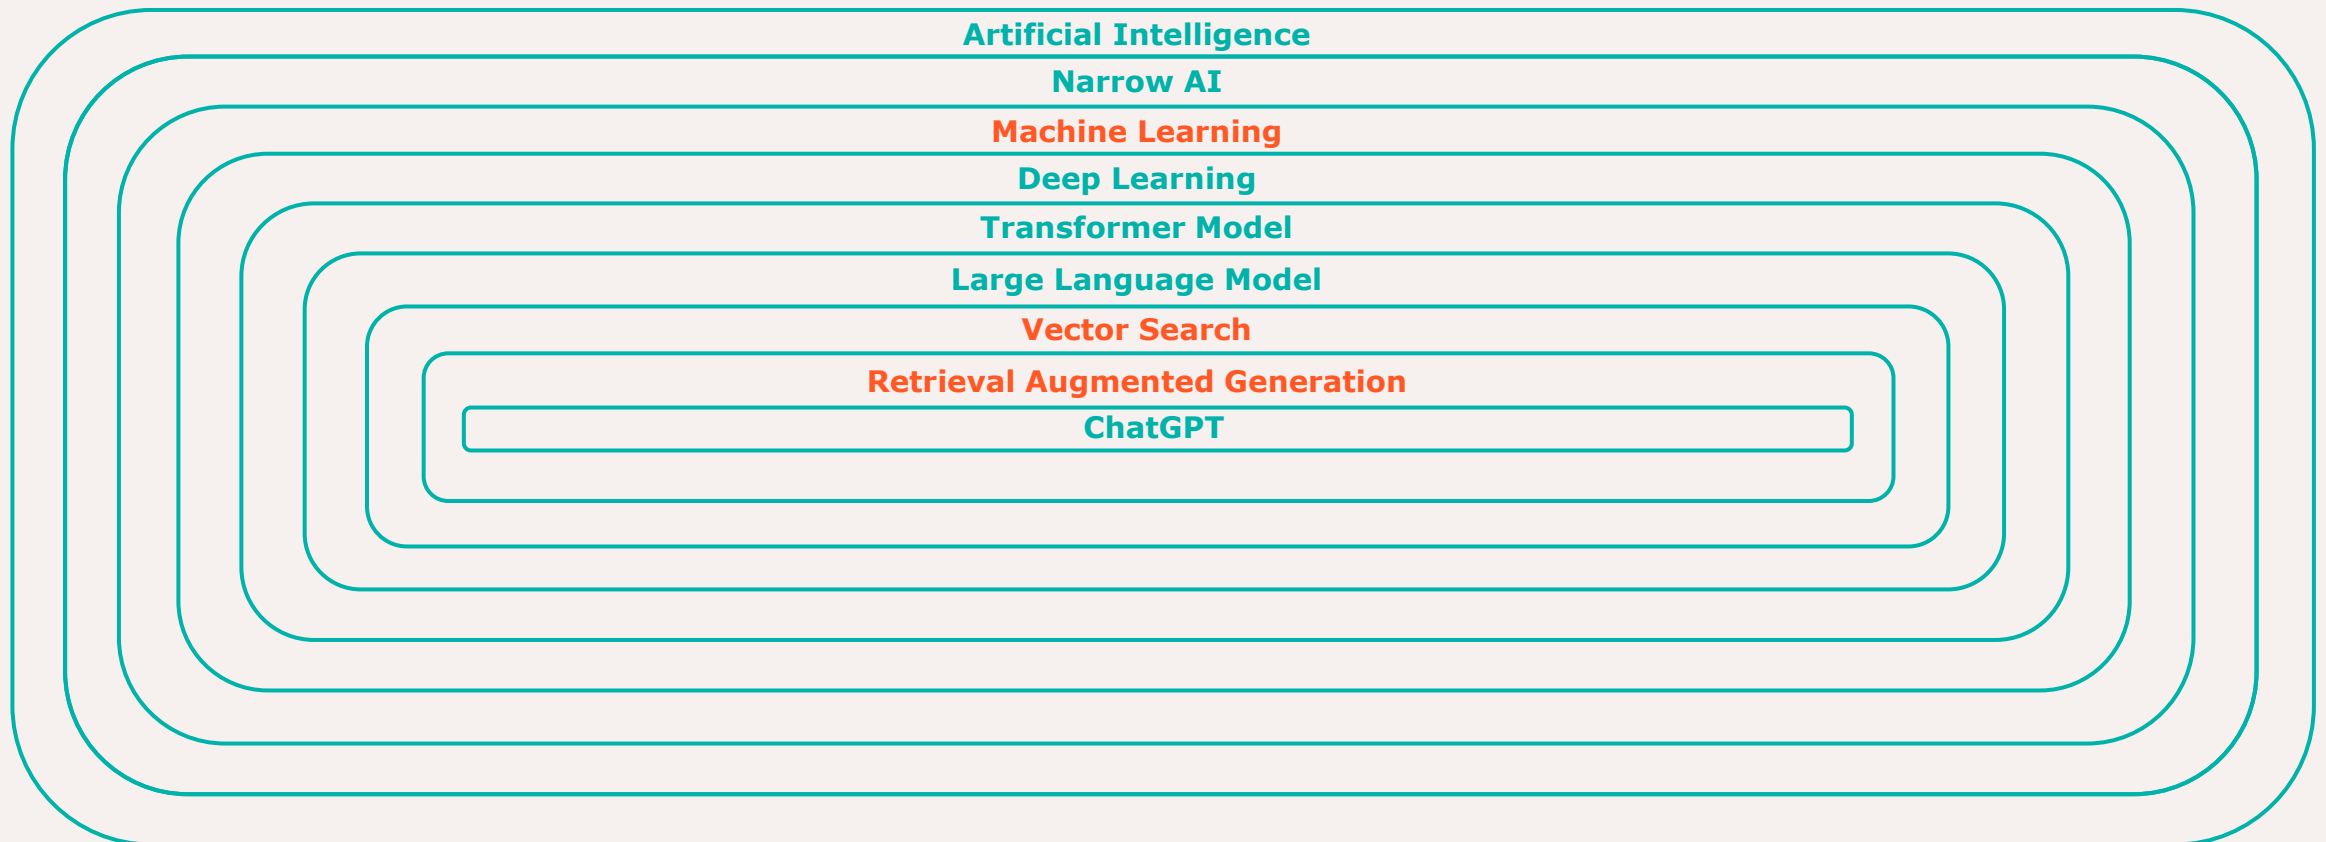 Artificial Intelligence
Narrow AI
Machine Learning
Deep Learning
Transformer Model
Large Language Model
Vector Search
Retrieval Augmented Generation
ChatGPT